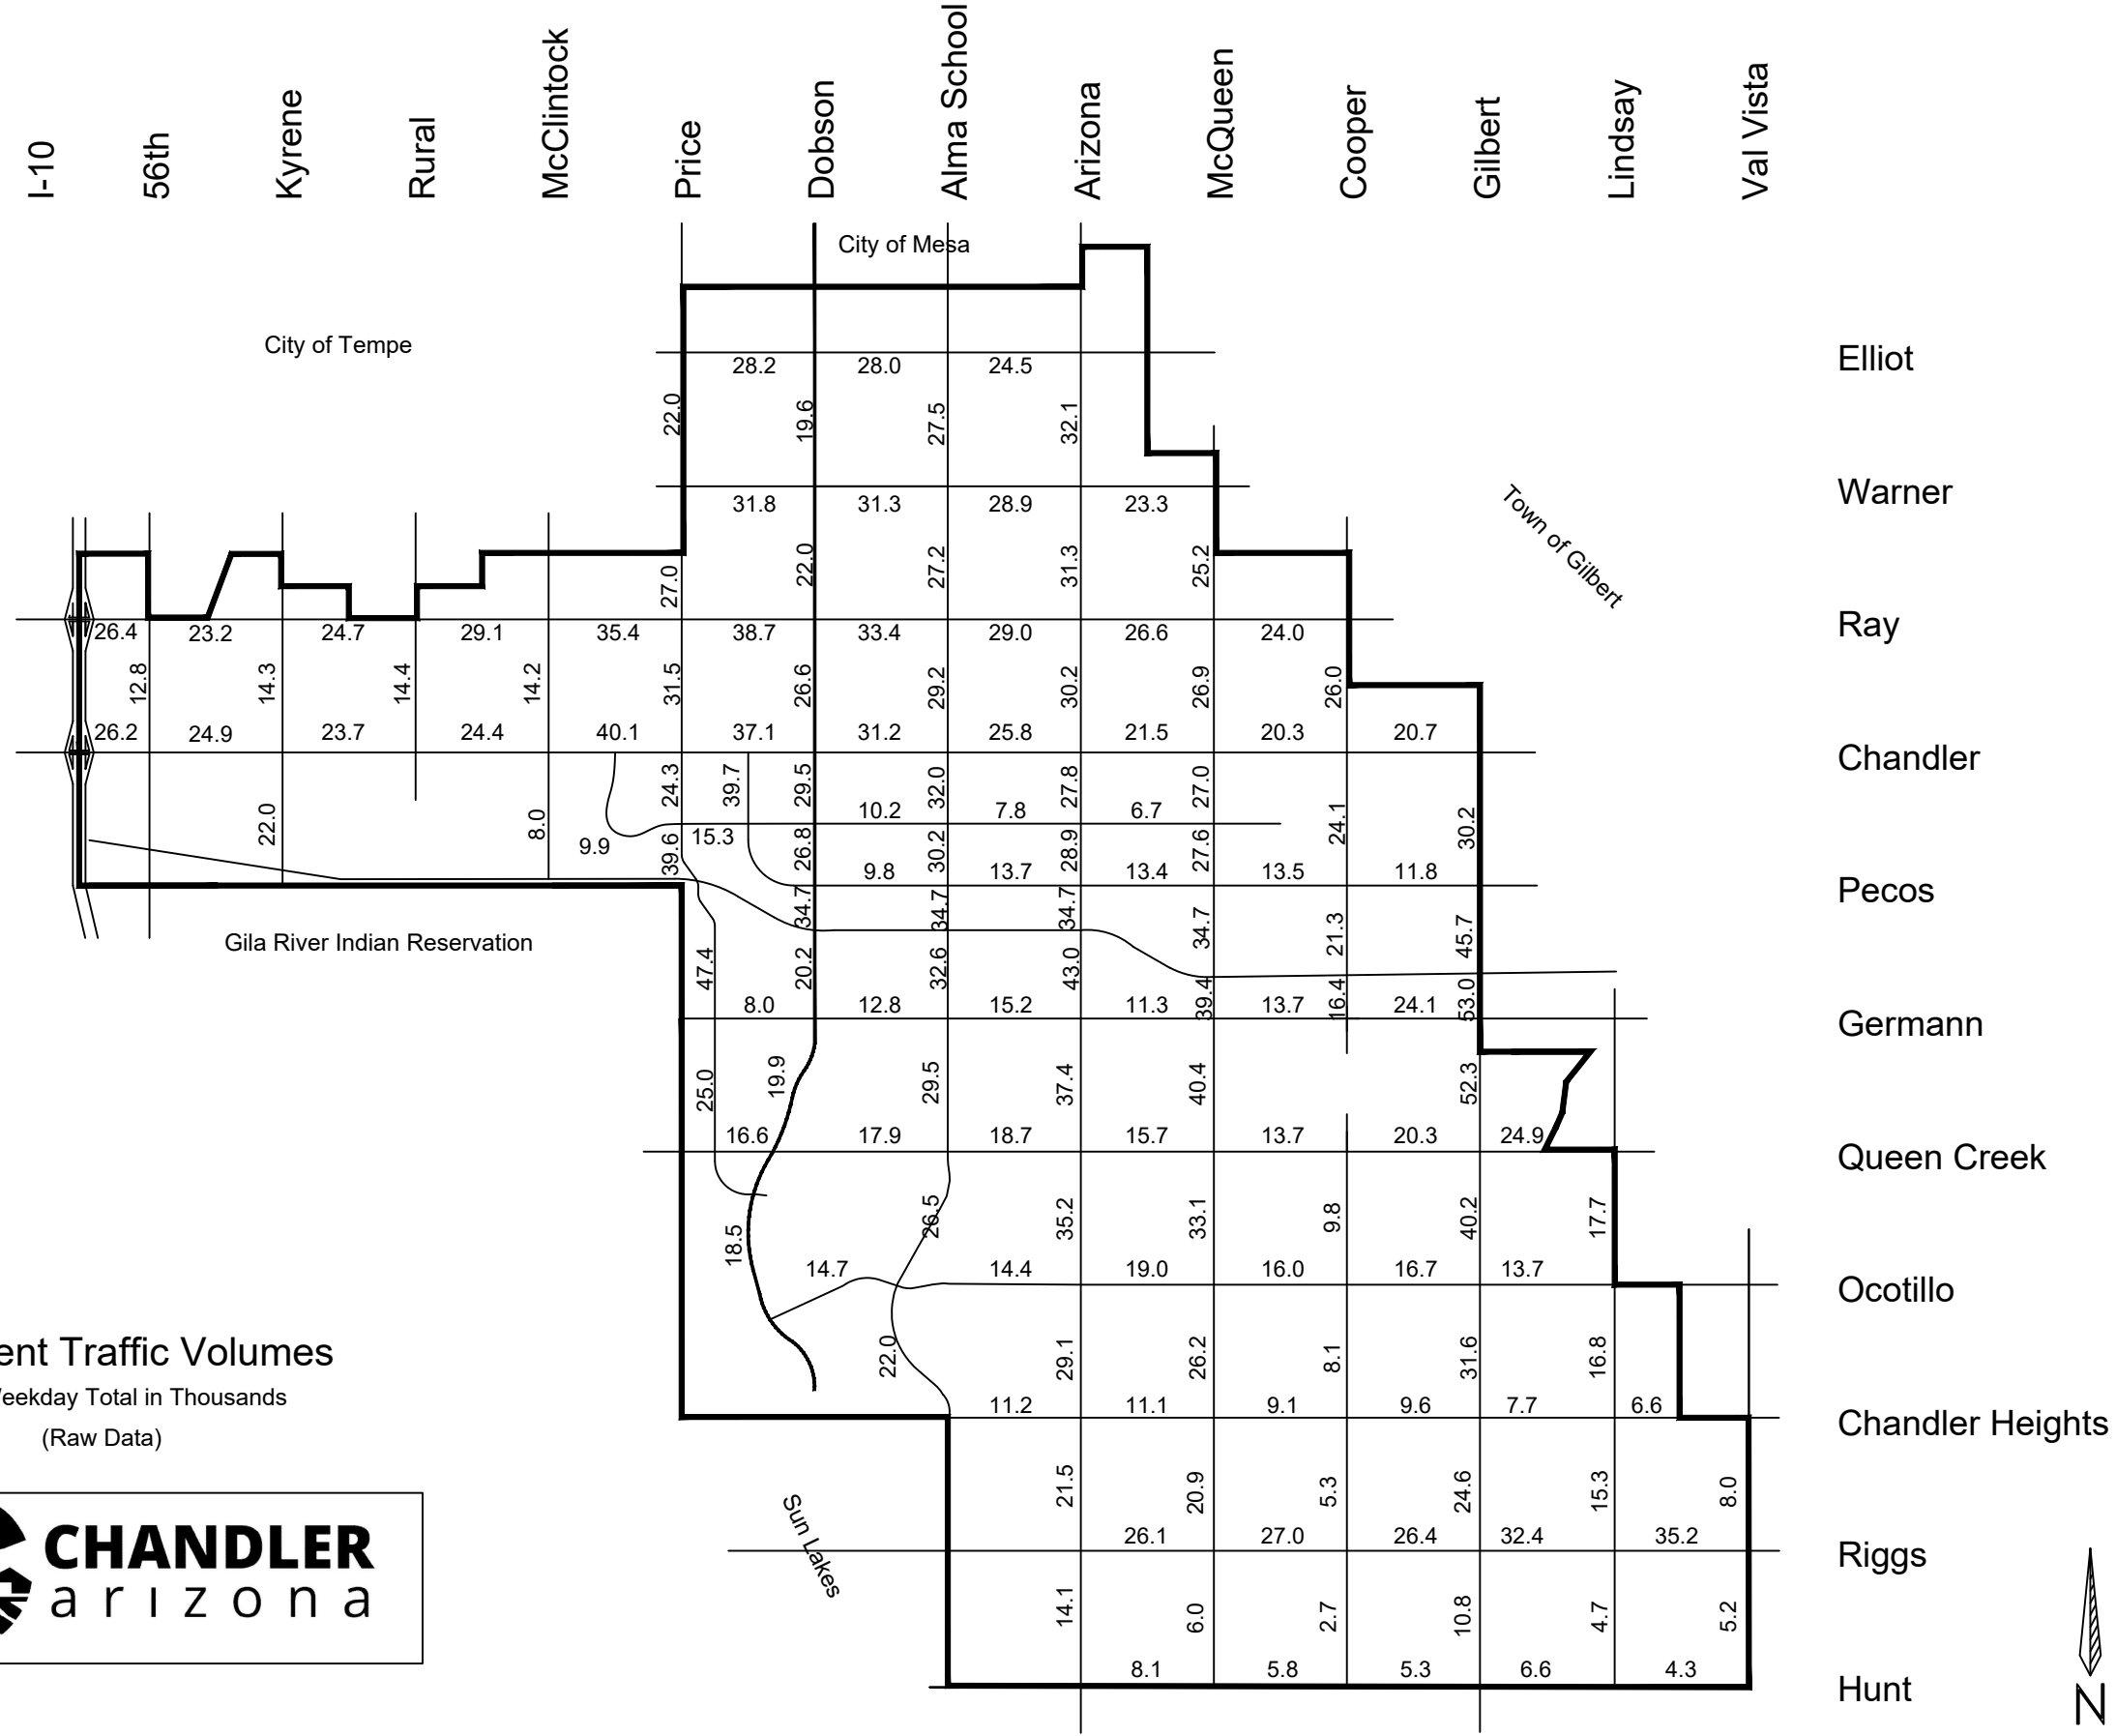 I-10
56th
Kyrene
Rural
McClintock
Price
Dobson
Alma School
Arizona
McQueen
Cooper
Gilbert
Lindsay
Val Vista
City of Mesa
City of Tempe
Elliot
28.2 28.0 24.5
22.0 19.6 27.5 32.1
Warner
31.8 31.3 28.9 23.3
Town of Gilbert
27.0 22.0 27.2 31.3 25.2
Ray
26.4 23.2 24.7 29.1 35.4 38.7 33.4 29.0 26.6 24.0
12.8 14.3 14.4 14.2 31.5 26.6 29.2 30.2 26.9 26.0
26.2 24.9 23.7 24.4 40.1 37.1 31.2 25.8 21.5 20.3 20.7
Chandler
24.3 39.7 29.5 32.0 27.8 27.0
22.0 8.0 10.2 7.8 6.7 24.1 30.2
9.9 39.6 15.3 26.8 30.2 28.9 27.6
9.8 13.7 13.4 13.5 11.8
Pecos
34.7 34.7 34.7 34.7 21.3 45.7
Gila River Indian Reservation
47.4 20.2 32.6 43.0 39.4 16.4 53.0
8.0 12.8 15.2 11.3 13.7 24.1
Germann
25.0 19.9 29.5 37.4 40.4 52.3
16.6 17.9 18.7 15.7 13.7 20.3 24.9
Queen Creek
18.5 26.5 35.2 33.1 9.8 40.2 17.7
14.7 14.4 19.0 16.0 16.7 13.7
Ocotillo
22.0 29.1 26.2 8.1 31.6 16.8
11.2 11.1 9.1 9.6 7.7 6.6
Chandler Heights
21.5 20.9 5.3 24.6 15.3 8.0
Sun Lakes
26.1 27.0 26.4 32.4 35.2
Riggs
14.1 6.0 2.7 10.8 4.7 5.2
8.1 5.8 5.3 6.6 4.3
Hunt
N
Traffic Volumes
Total in Thousands
(Raw Data)
CHANDLER
arizona